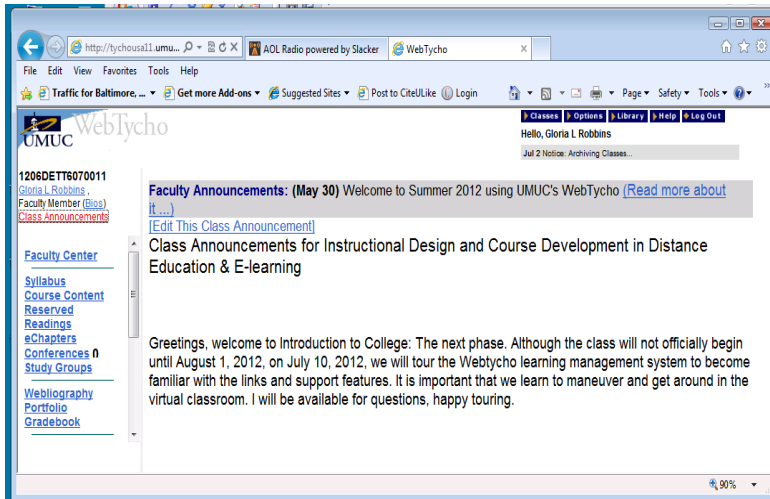 http://tychousa11.umu...
AOL Radio powered by Slacker
WebTycho
File Edit View Favorites Tools Help
Traffic for Baltimore, ... Get more Add-ons Suggested Sites Post to CiteULike Login Page Safety Tools
UMUC WebTycho
Classes Options Library Help Log Out
Hello, Gloria L Robbins
Jul 2 Notice: Archiving Classes...
1206DETT6070011
Gloria L Robbins ,
Faculty Member (Bios)
Class Announcements
Faculty Center
Syllabus
Course Content
Reserved
Readings
eChapters
Conferences
Study Groups
Webliography
Portfolio
Gradebook
Faculty Announcements: (May 30) Welcome to Summer 2012 using UMUC's WebTycho (Read more about
it ...)
[Edit This Class Announcement]
Class Announcements for Instructional Design and Course Development in Distance
Education & E-learning
Greetings, welcome to Introduction to College: The next phase. Although the class will not officially begin
until August 1, 2012, on July 10, 2012, we will tour the Webtycho learning management system to become
familiar with the links and support features. It is important that we learn to maneuver and get around in the
virtual classroom. I will be available for questions, happy touring.
90%